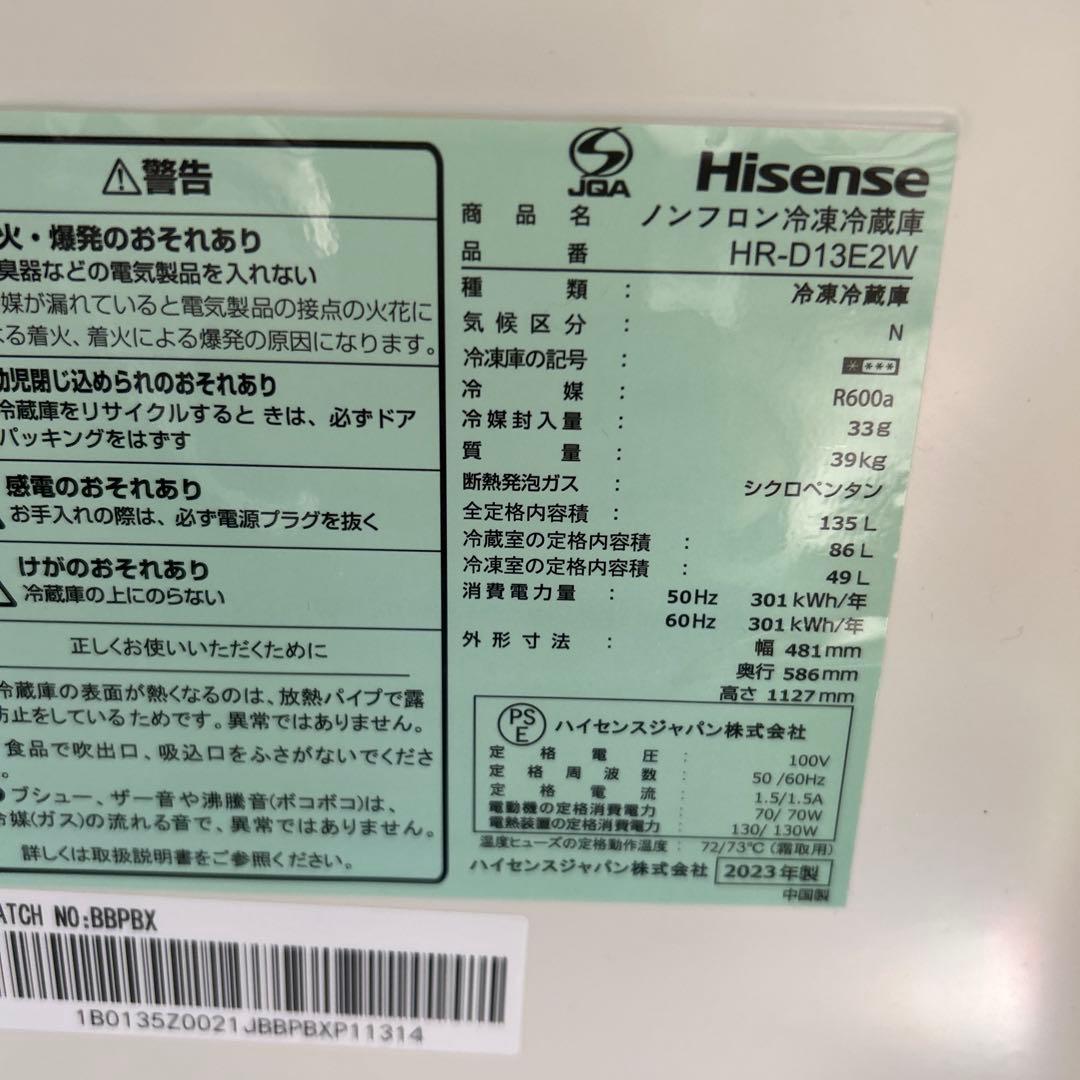 警告
火・爆発のおそれあり
臭器などの電気製品を入れない
媒が漏れていると電気製品の接点の火花に
よる着火、着火による爆発の原因になります。
幼児閉じ込められのおそれあり
冷蔵庫をリサイクルすると きは、必ずドア
パッキングをはずす
感電のおそれあり
お手入れの際は、必ず電源プラグを抜く
けがのおそれあり
冷蔵庫の上にのらない
正しくお使いいただくために
冷蔵庫の表面が熱くなるのは、放熱パイプで露
防止をしているためです。異常ではありません。
食品で吹出口、吸込口をふさがないでくださ
。
●ブシュー、ザー音や沸騰音(ボコボコ)は、
冷媒(ガス)の流れる音で、異常ではありません。
詳しくは取扱説明書をご参照ください。
JQA Hisense
商品名 ノンフロン冷凍冷蔵庫
品番 HR-D13E2W
種類 : 冷凍冷蔵庫
気候区分 : N
冷凍庫の記号 : ****
冷媒 : R600a
冷媒封入量 : 33g
質量 : 39kg
断熱発泡ガス : シクロペンタン
全定格内容積 : 135L
冷蔵室の定格内容積 : 86L
冷凍室の定格内容積 : 49L
消費電力量 : 50Hz 301kWh/年
60Hz 301kWh/年
外形寸法 : 幅 481mm
奥行 586mm
高さ 1127mm
PSE ハイセンスジャパン株式会社
定格電圧 : 100V
定格周波数 : 50/60Hz
定格電流 : 1.5/1.5A
電動機の定格消費電力 : 70/70W
電熱装置の定格消費電力 : 130/130W
温度ヒューズの定格動作温度 : 72/73℃(霜取用)
ハイセンスジャパン株式会社 2023年製
中国製
ATCH NO:BBPBX
1B0135Z0021JBBPBXP11314